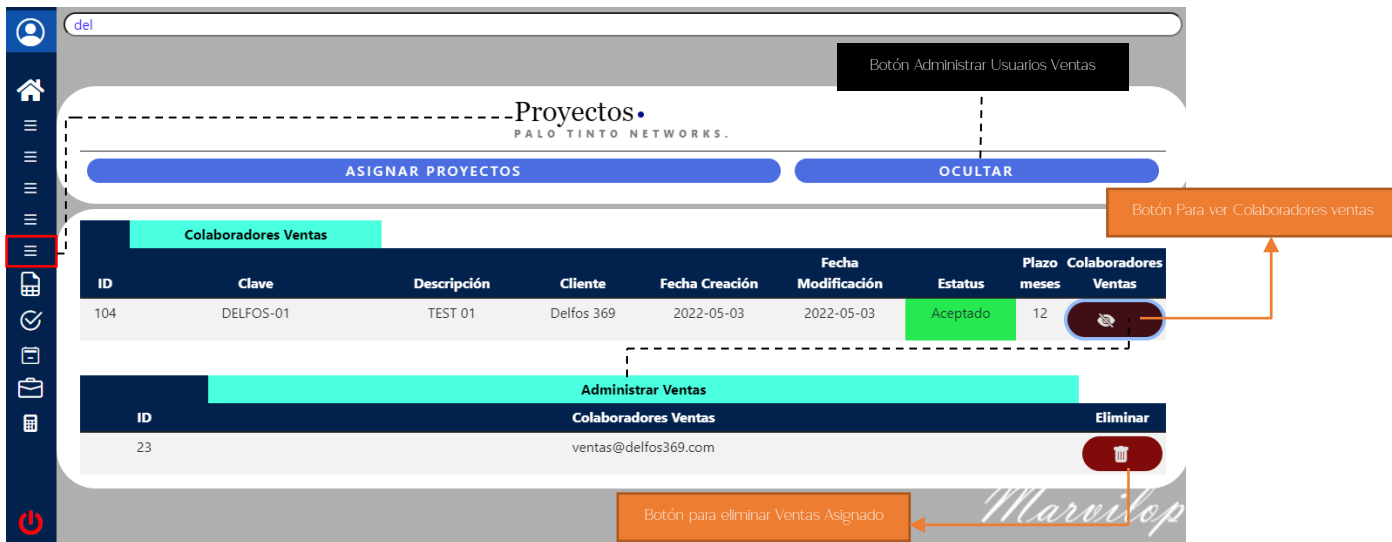 del
Botón Administrar Usuarios Ventas
Proyectos
PALO TINTO NETWORKS.
ASIGNAR PROYECTOS
OCULTAR
Botón Para ver Colaboradores ventas
Colaboradores Ventas
ID Clave Descripción Cliente Fecha Creación Fecha Modificación Estatus Plazo meses Colaboradores Ventas
104 DELFOS-01 TEST 01 Delfos 369 2022-05-03 2022-05-03 Aceptado 12
Administrar Ventas
ID Colaboradores Ventas Eliminar
23 ventas@delfos369.com
Botón para eliminar Ventas Asignado
Marvilop